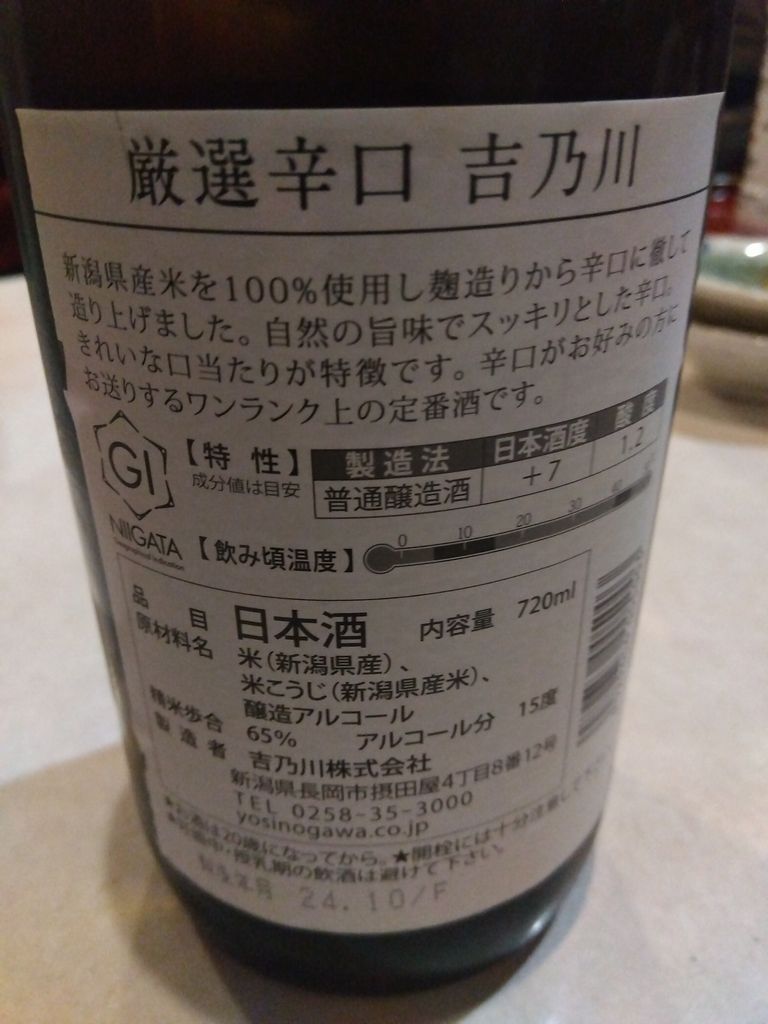 厳選辛口 吉乃川
新潟県産米を100%使用し麹造りから辛口に徹して
造り上げました。自然の旨味でスッキリとした辛口。
きれいな口当たりが特徴です。辛口がお好みの方に
お送りするワンランク上の定番酒です。
GI
NIIGATA
Geographical Indication
【特性】
成分値は目安
製造法 日本酒度 酸度
普通醸造酒 +7 1.2
【飲み頃温度】 0 10 20 30 40
品目 日本酒 内容量 720ml
原材料名 米(新潟県産)、
米こうじ(新潟県産米)、
醸造アルコール
精米歩合 65% アルコール分 15度
製造者 吉乃川株式会社
新潟県長岡市摂田屋4丁目8番12号
TEL 0258-35-3000
yosinogawa.co.jp
★お酒は20歳になってから。★開栓には十分注意して下さい。
★妊娠中・授乳期の飲酒は避けて下さい。
製造年月 24.10/F